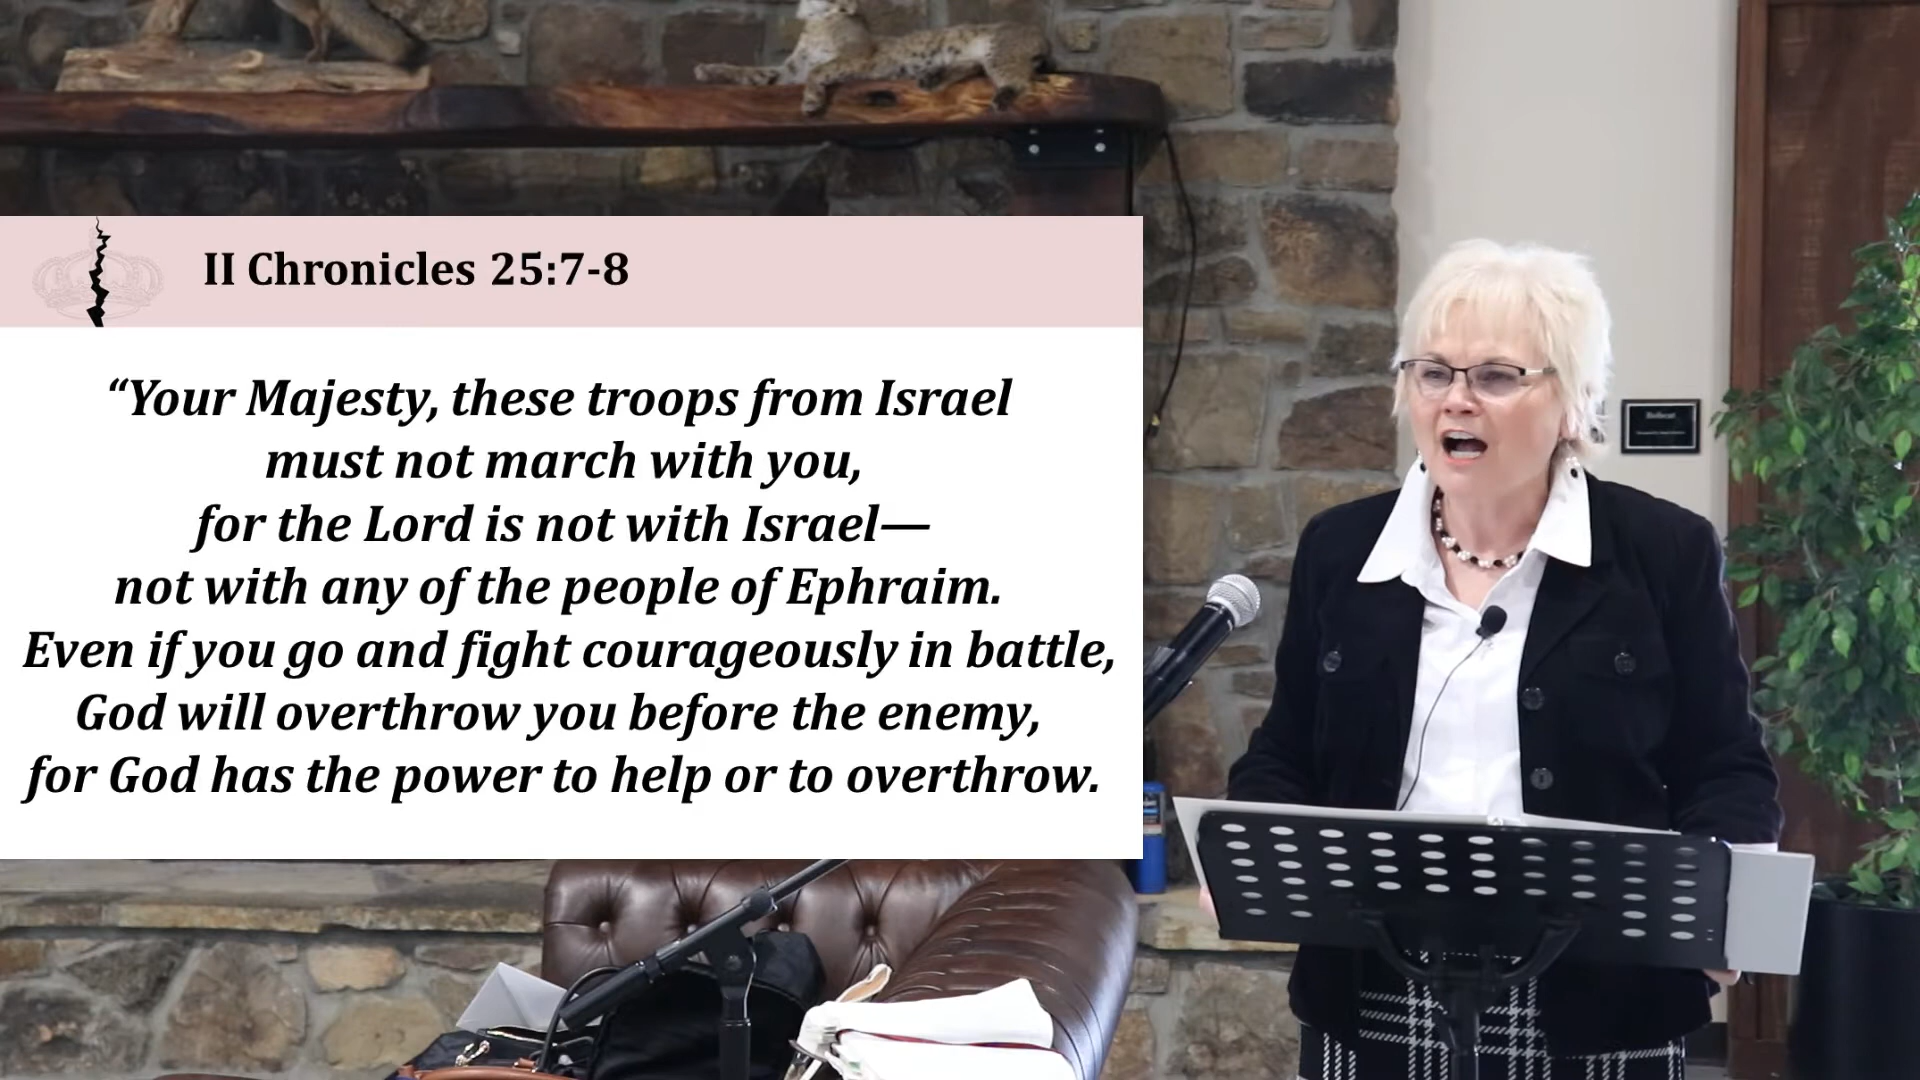 II Chronicles 25:7-8
“Your Majesty, these troops from Israel
must not march with you,
for the Lord is not with Israel—
not with any of the people of Ephraim.
Even if you go and fight courageously in battle,
God will overthrow you before the enemy,
for God has the power to help or to overthrow.